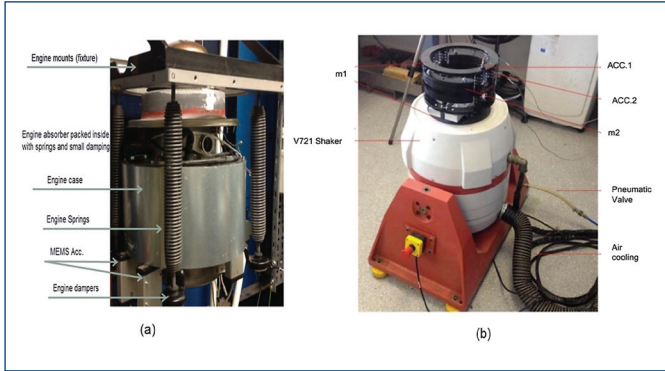 Engine mounts (fixture)
Engine absorber packed inside
with springs and small damping
Engine case
Engine Springs
MEMS Acc.
Engine dampers
(a)
m1
V721 Shaker
ACC.1
ACC.2
m2
Pneumatic
Valve
Air
cooling
(b)